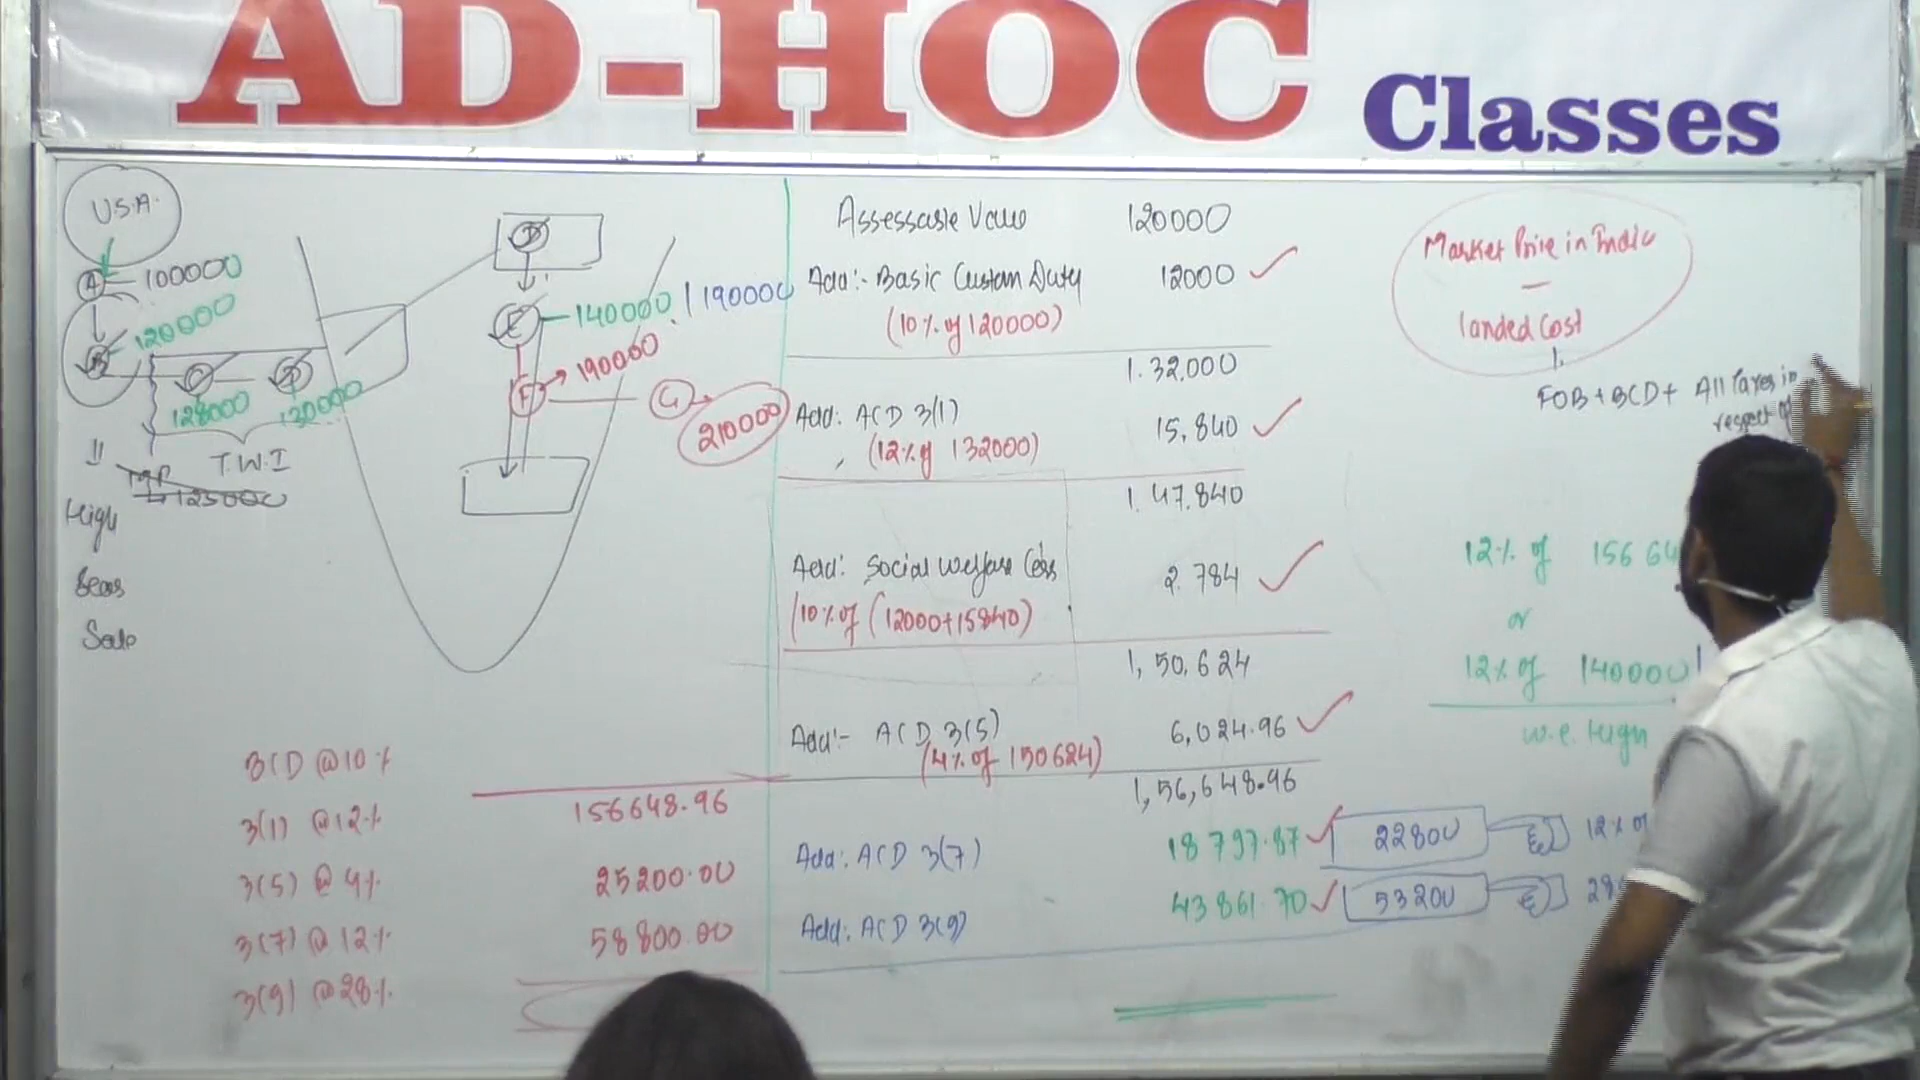 AD-HOC Classes
U.S.A.
A 100000
B 120000
C D
128000 130000
T.W.I
125000
High
Seas
Sale
D
E 140000 / 190000
F → 190000
G
210000
BCD @ 10%
3(1) @ 12%
3(5) @ 4%
3(7) @ 12%
3(9) @ 28%
156648.96
25200.00
58800.00
Assessable Value 120000
Add:- Basic Custom Duty 12000
(10% of 120000)
1.32,000
Add: ACD 3(1) 15,840
(12% of 132000)
1.47.840
Add: Social Welfare Cess 2.784
(10% of (12000+15840)
1,50,624
Add:- ACD 3(5) 6,024.96
(4% of 150624)
1,56,648.96
Add: ACD 3(7) 18797.87 22800 12% of
Add: ACD 3(9) 43861.70 53200 28
Market Price in India
—
landed Cost
FOB + BCD + All Taxes in
respect of
12% of 156 64
or
12% of 140000
w.e. High